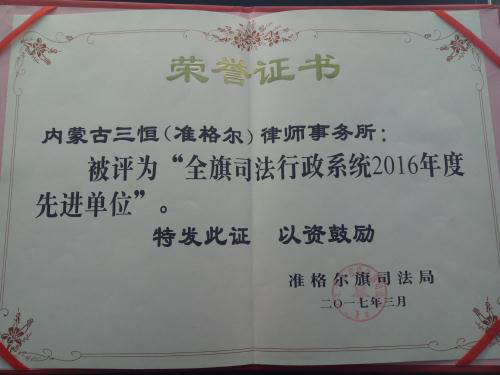 荣誉证书
内蒙古三恒(准格尔)律师事务所:
被评为“全旗司法行政系统2016年度
先进单位”。
特发此证 以资鼓励
准格尔旗司法局
二〇一七年三月